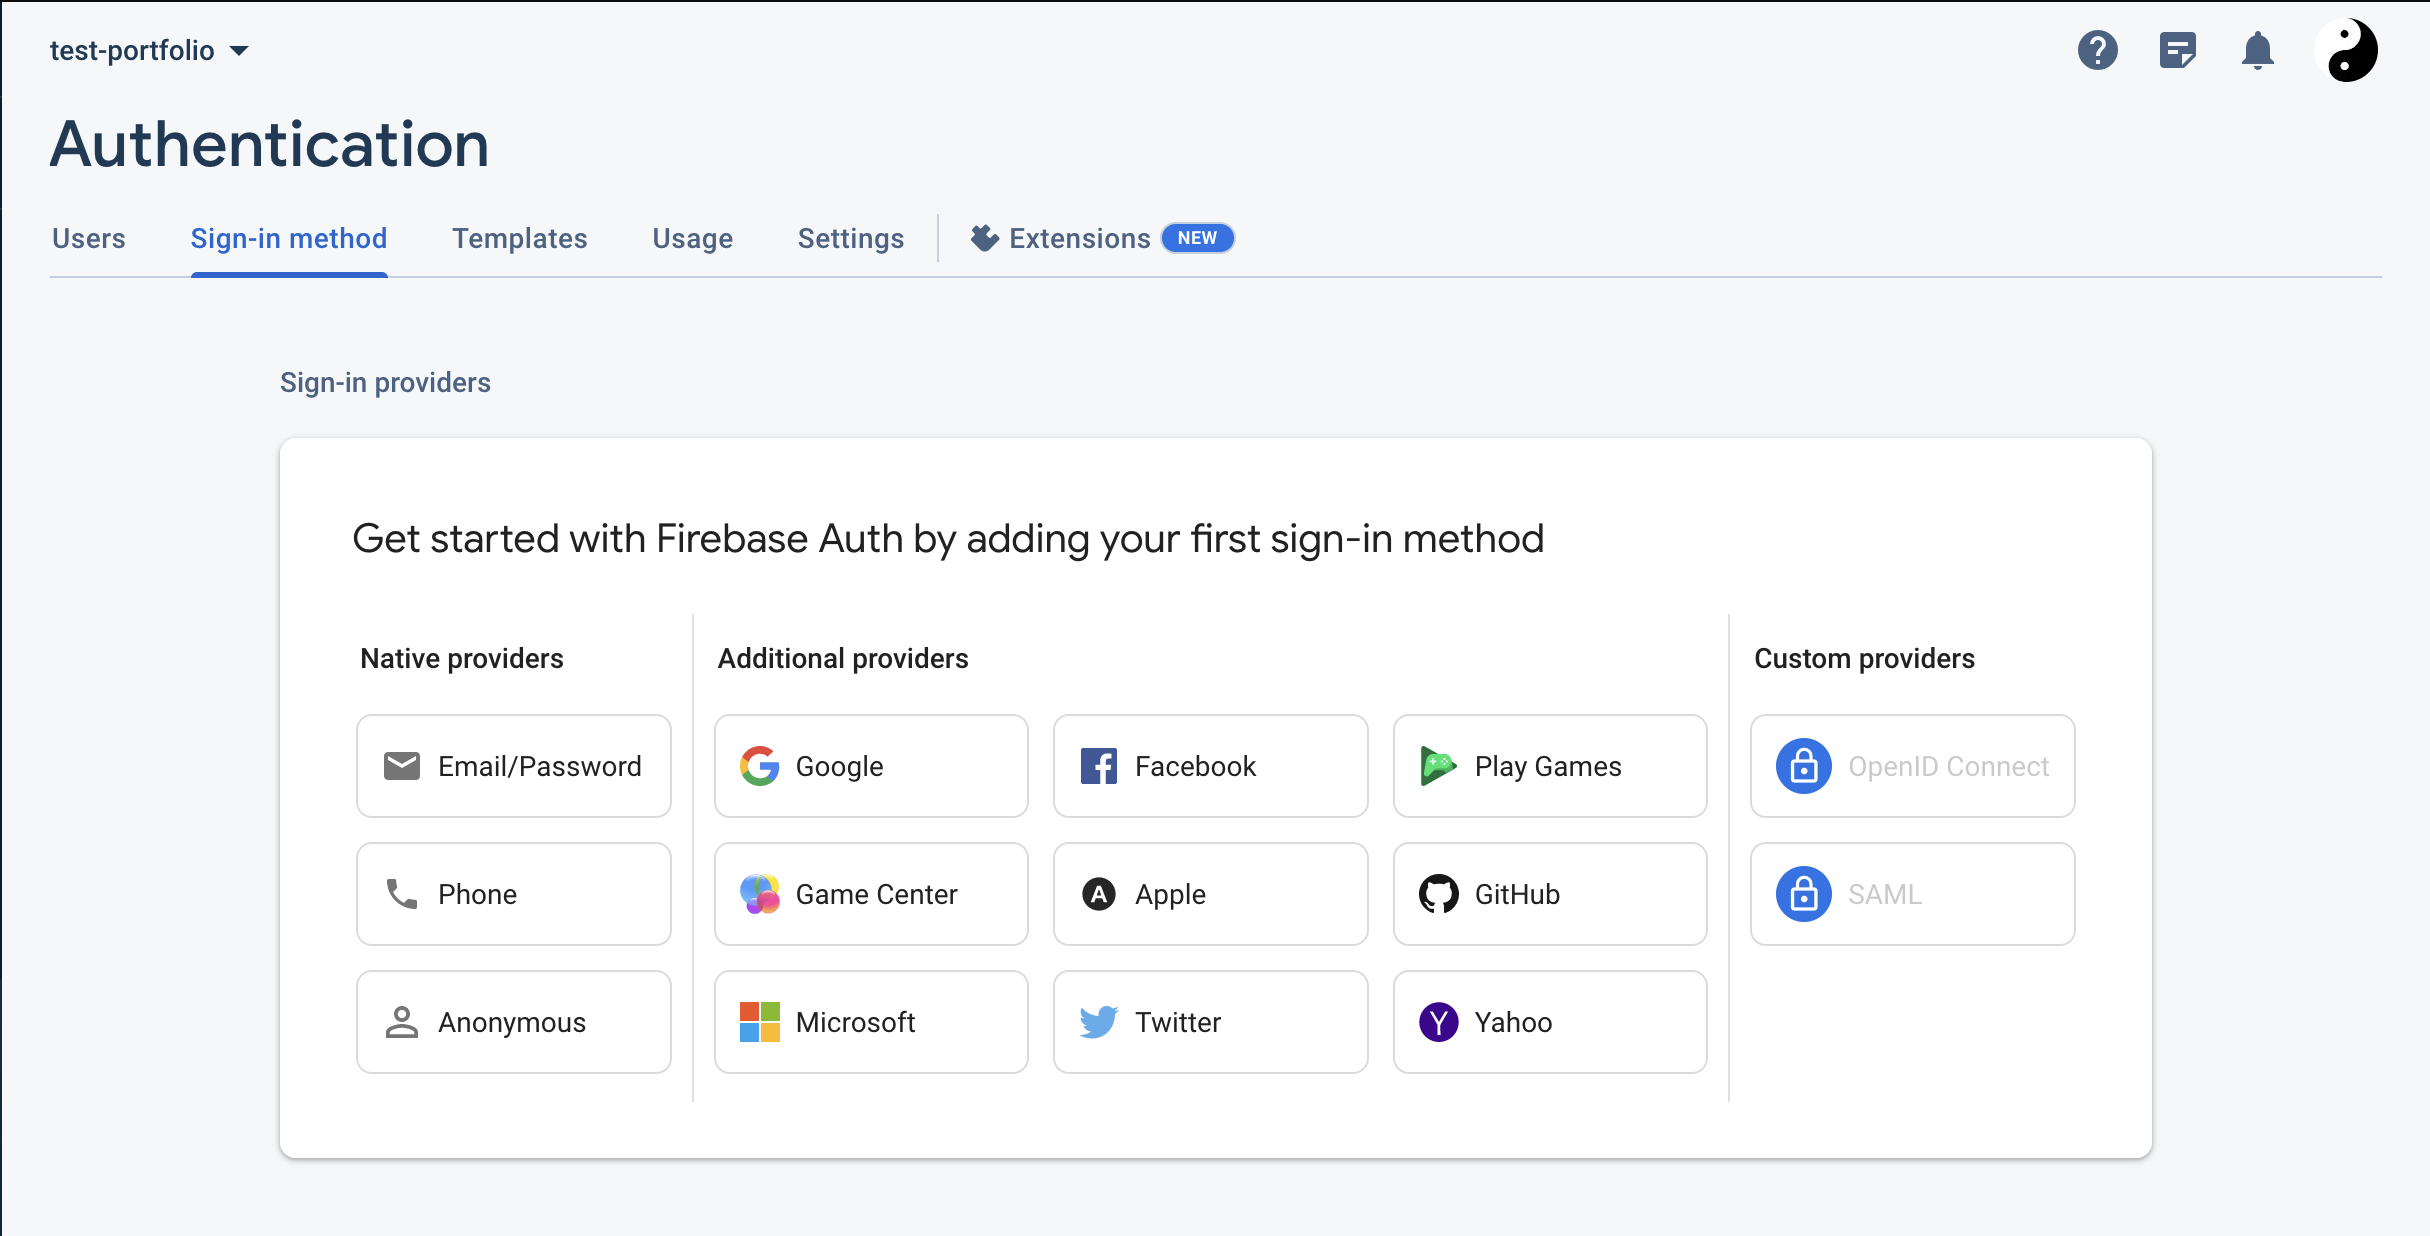 test-portfolio
Authentication
Users Sign-in method Templates Usage Settings Extensions NEW
Sign-in providers
Get started with Firebase Auth by adding your first sign-in method
Native providers Additional providers Custom providers
Email/Password Google Facebook Play Games OpenID Connect
Phone Game Center Apple GitHub SAML
Anonymous Microsoft Twitter Yahoo